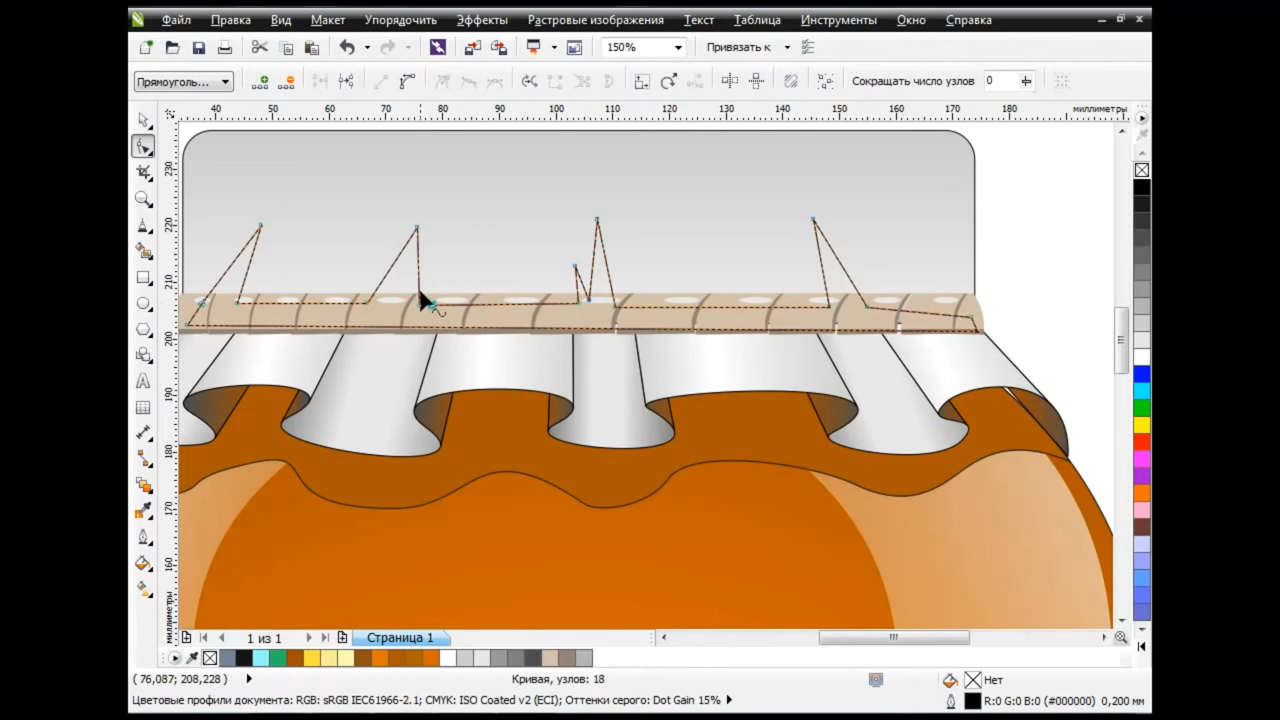 Файл Правка Вид Макет Упорядочить Эффекты Растровые изображения Текст Таблица Инструменты Окно Справка
150% Привязать к
Прямоуголь... Сокращать число узлов 0
40 50 60 70 80 90 100 110 120 130 140 150 160 170 180 миллиметры
230
220
210
200
190
180
170
160
миллиметры
1 из 1 Страница 1
( 76,087; 208,228 ) Кривая, узлов: 18 Нет
Цветовые профили документа: RGB: sRGB IEC61966-2.1; CMYK: ISO Coated v2 (ECI); Оттенки серого: Dot Gain 15% R:0 G:0 B:0 (#000000) 0,200 мм